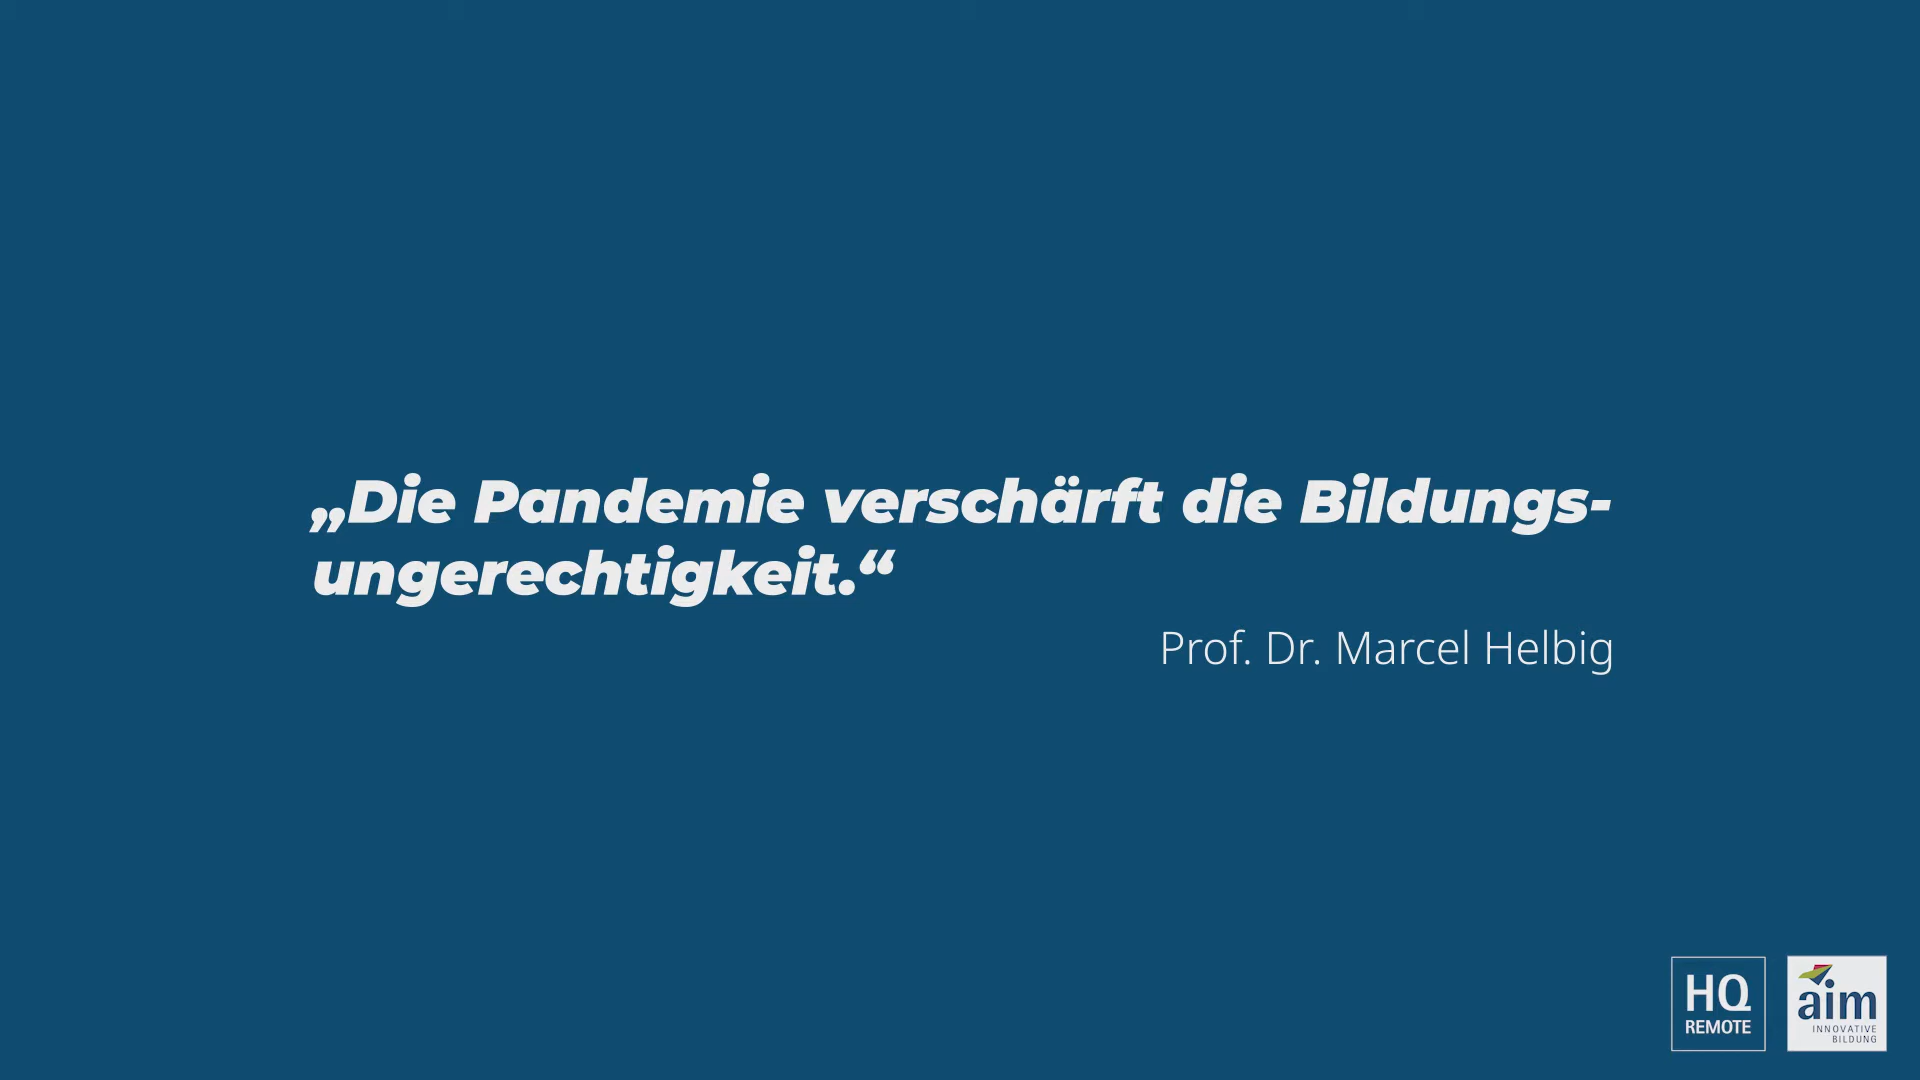 „Die Pandemie verschärft die Bildungs-
ungerechtigkeit.“
Prof. Dr. Marcel Helbig
HQ
REMOTE
aim
INNOVATIVE
BILDUNG